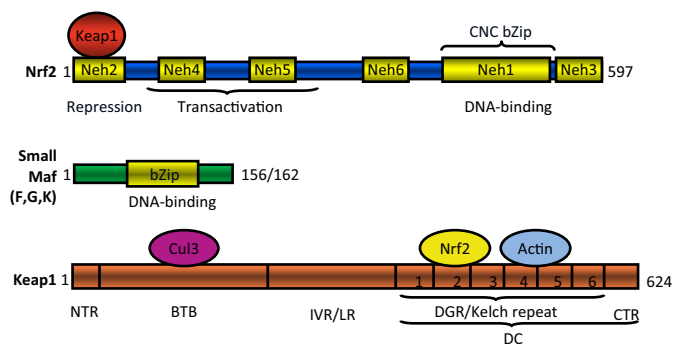 CNC bZip
Keap1
Nrf2 1 Neh2 Neh4 Neh5 Neh6 Neh1 Neh3 597
Repression Transactivation DNA-binding
Small
Maf
(F,G,K)
1 bZip 156/162
DNA-binding
Cul3 Nrf2 Actin
Keap1 1 1 2 3 4 5 6 624
NTR BTB IVR/LR DGR/Kelch repeat CTR
DC